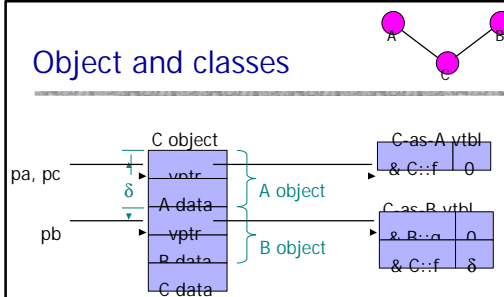 A
B
C
Object and classes
C object
C-as-A vtbl
pa, pc
vptr
& C::f 0
δ
A object
A data
C-as-B vtbl
pb
vptr
& B::g 0
B object
B data
& C::f δ
C data